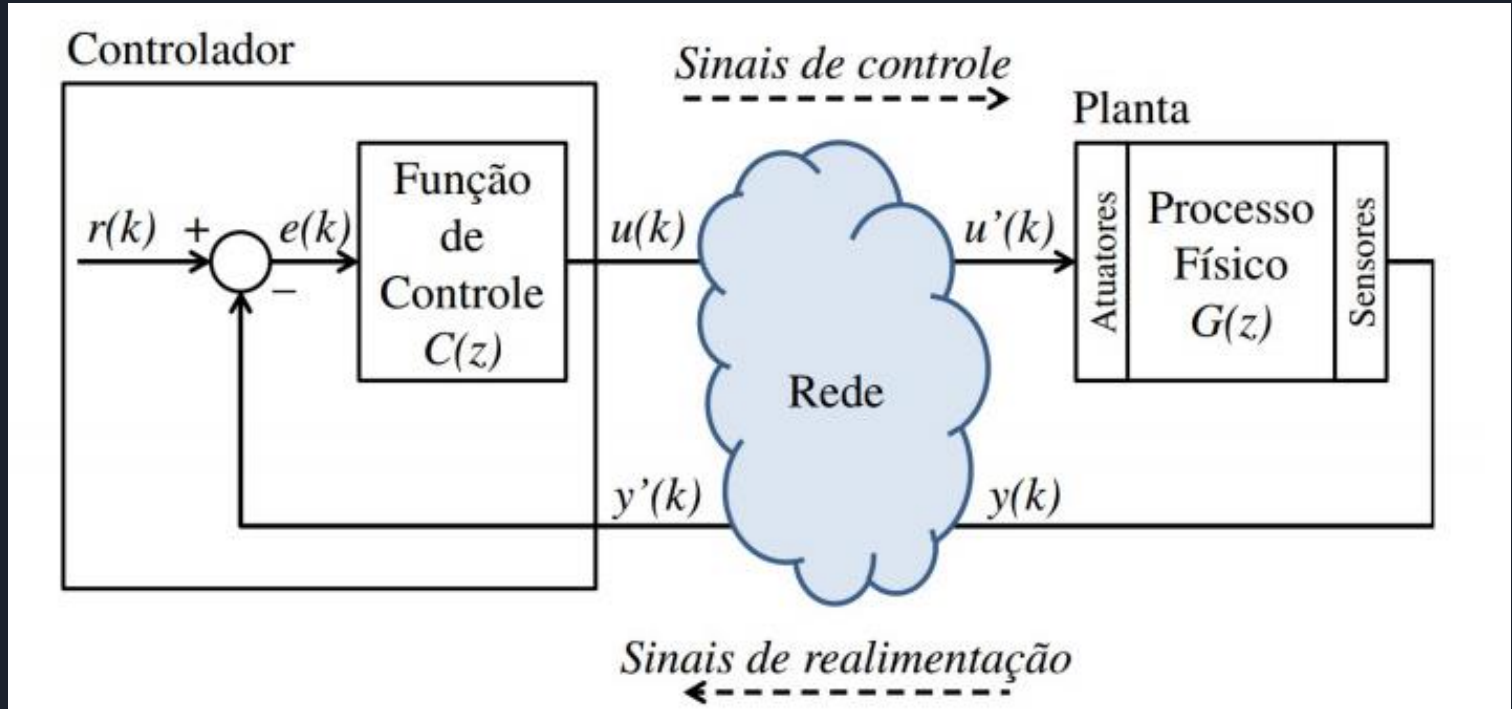 Controlador
Sinais de controle
Planta
r(k)
+
−
e(k)
Função
de
Controle
C(z)
u(k)
Rede
u’(k)
Atuadores
Processo
Físico
G(z)
Sensores
y’(k)
y(k)
Sinais de realimentação